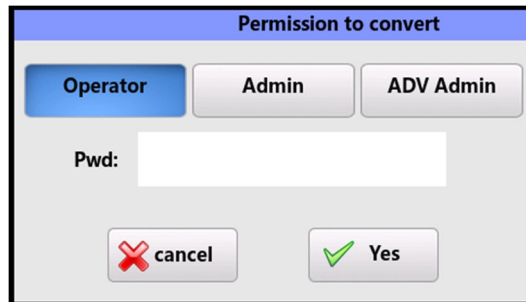 Permission to convert
Operator Admin ADV Admin
Pwd:
cancel Yes